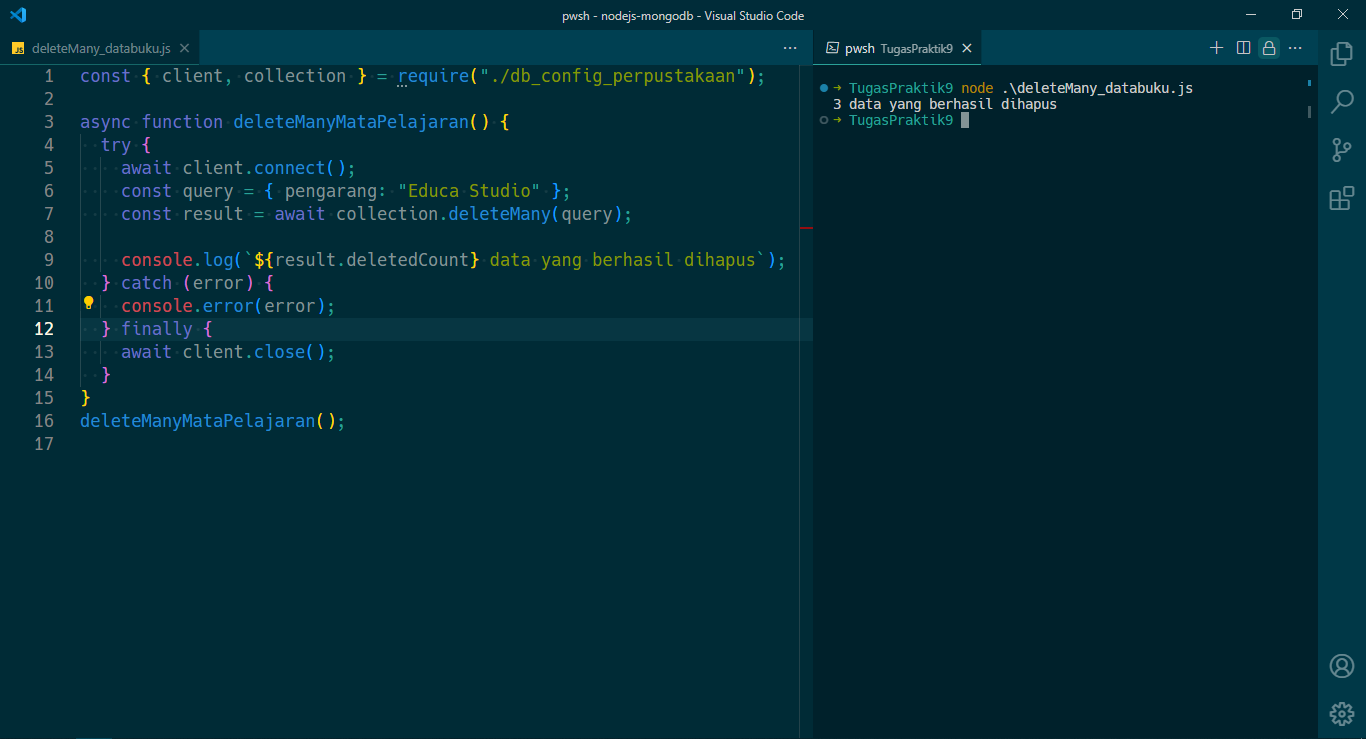 pwsh - nodejs-mongodb - Visual Studio Code
JS deleteMany_databuku.js
1 const { client, collection } = require("./db_config_perpustakaan");
2
3 async function deleteManyMataPelajaran() {
4 try {
5 await client.connect();
6 const query = { pengarang: "Educa Studio" };
7 const result = await collection.deleteMany(query);
8
9 console.log(`${result.deletedCount} data yang berhasil dihapus`);
10 } catch (error) {
11 console.error(error);
12 } finally {
13 await client.close();
14 }
15 }
16 deleteManyMataPelajaran();
17
pwsh TugasPraktik9
➜ TugasPraktik9 node .\deleteMany_databuku.js
3 data yang berhasil dihapus
➜ TugasPraktik9